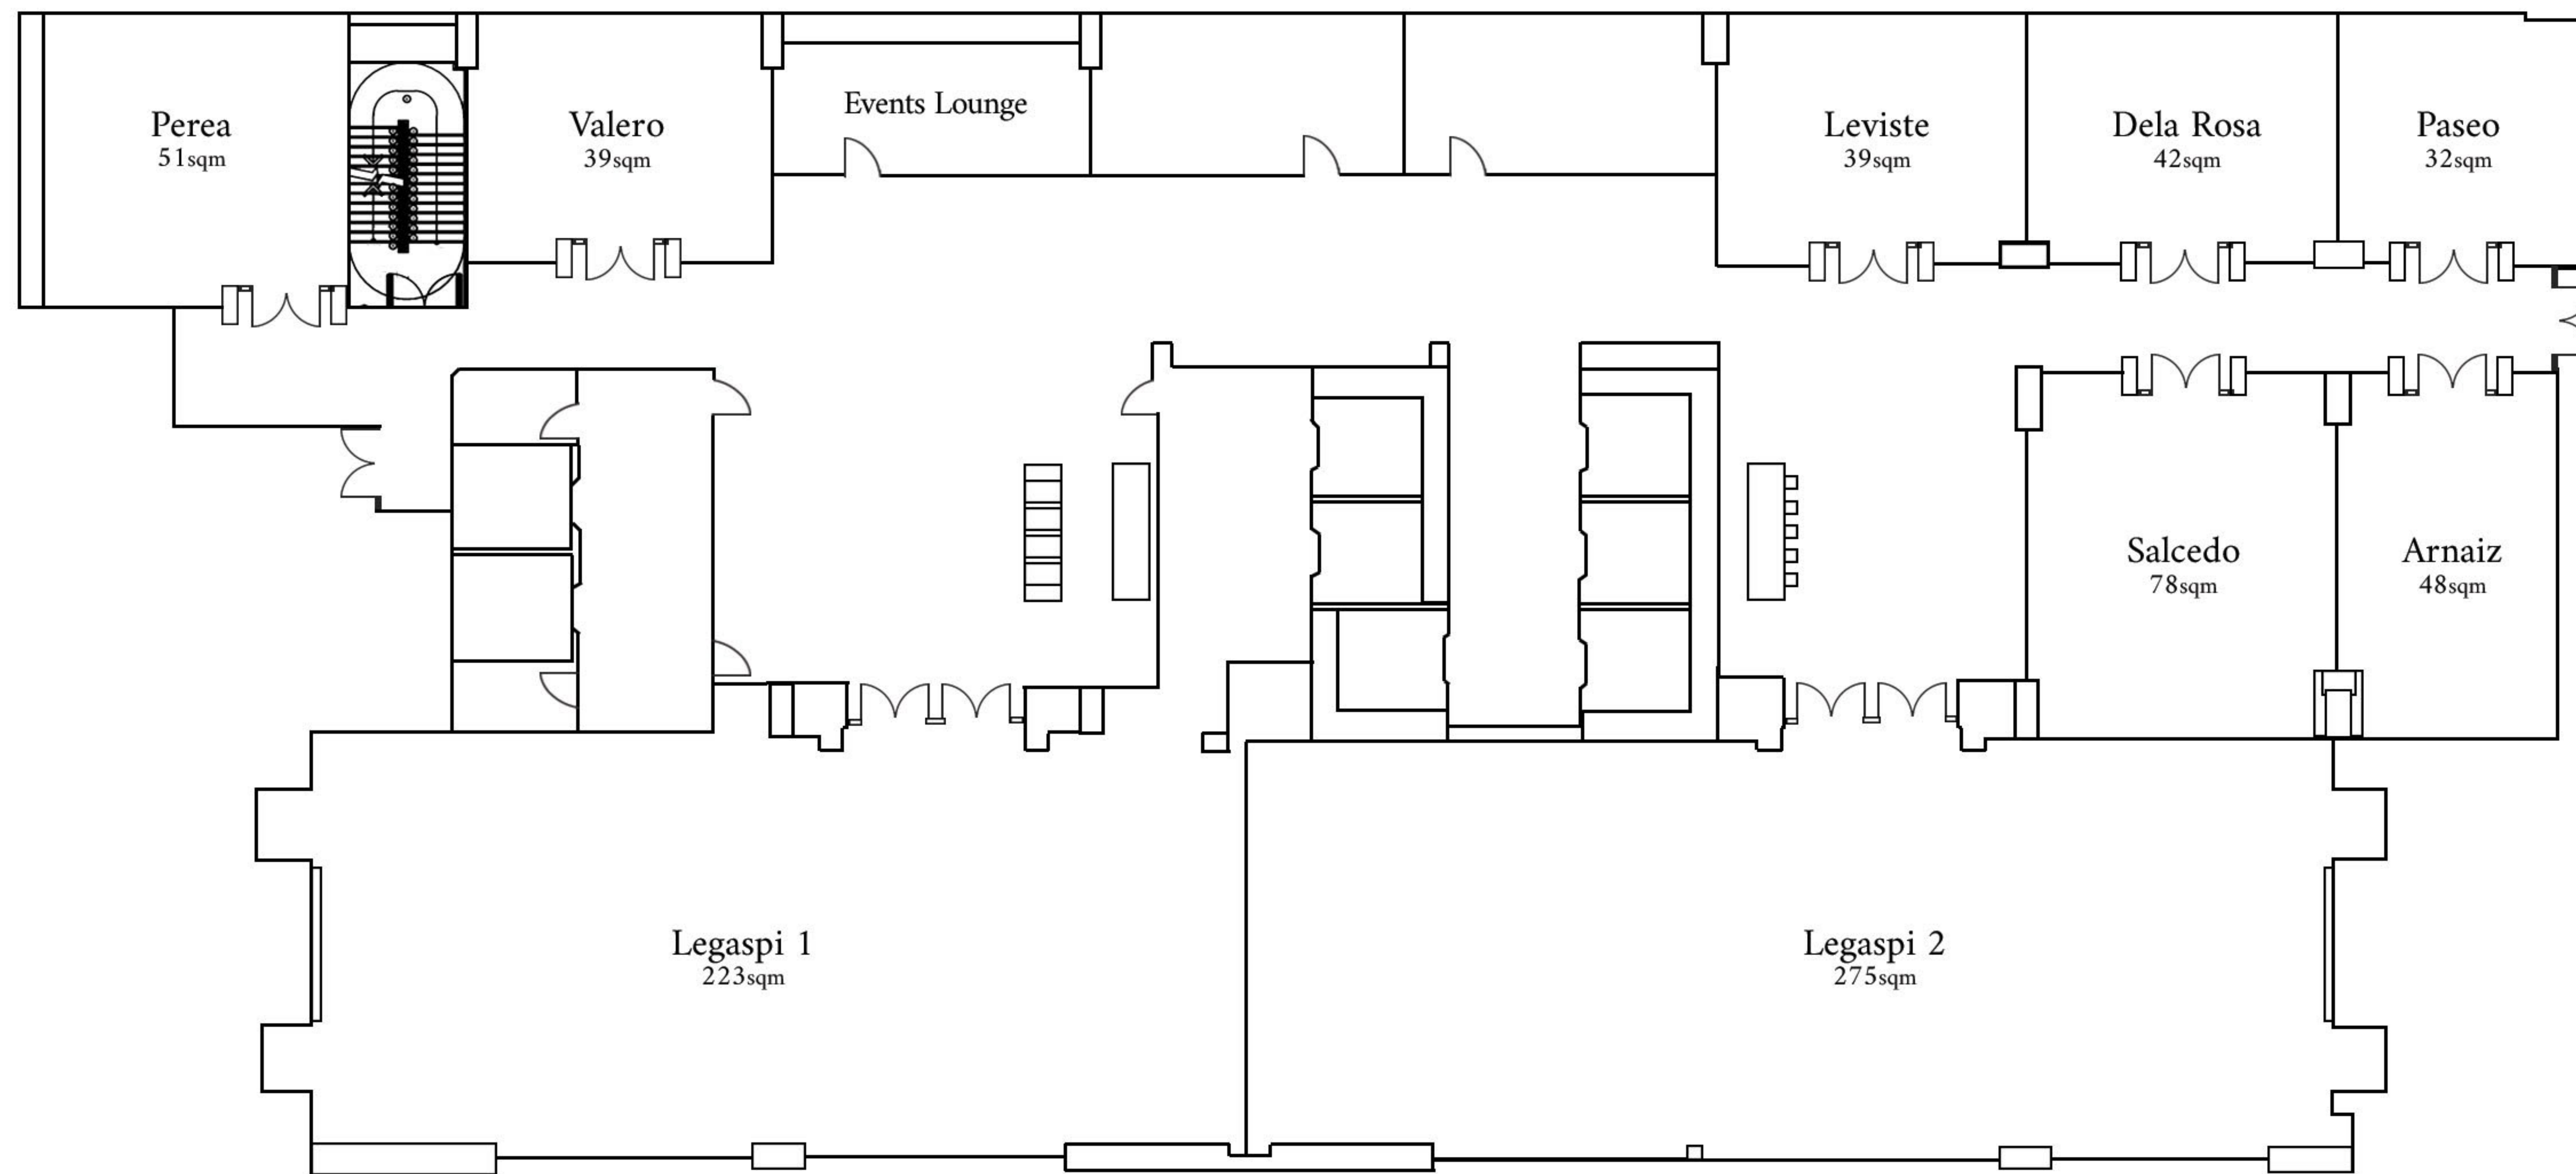 Perea
51sqm
Valero
39sqm
Events Lounge
Leviste
39sqm
Dela Rosa
42sqm
Paseo
32sqm
Salcedo
78sqm
Arnaiz
48sqm
Legaspi 1
223sqm
Legaspi 2
275sqm